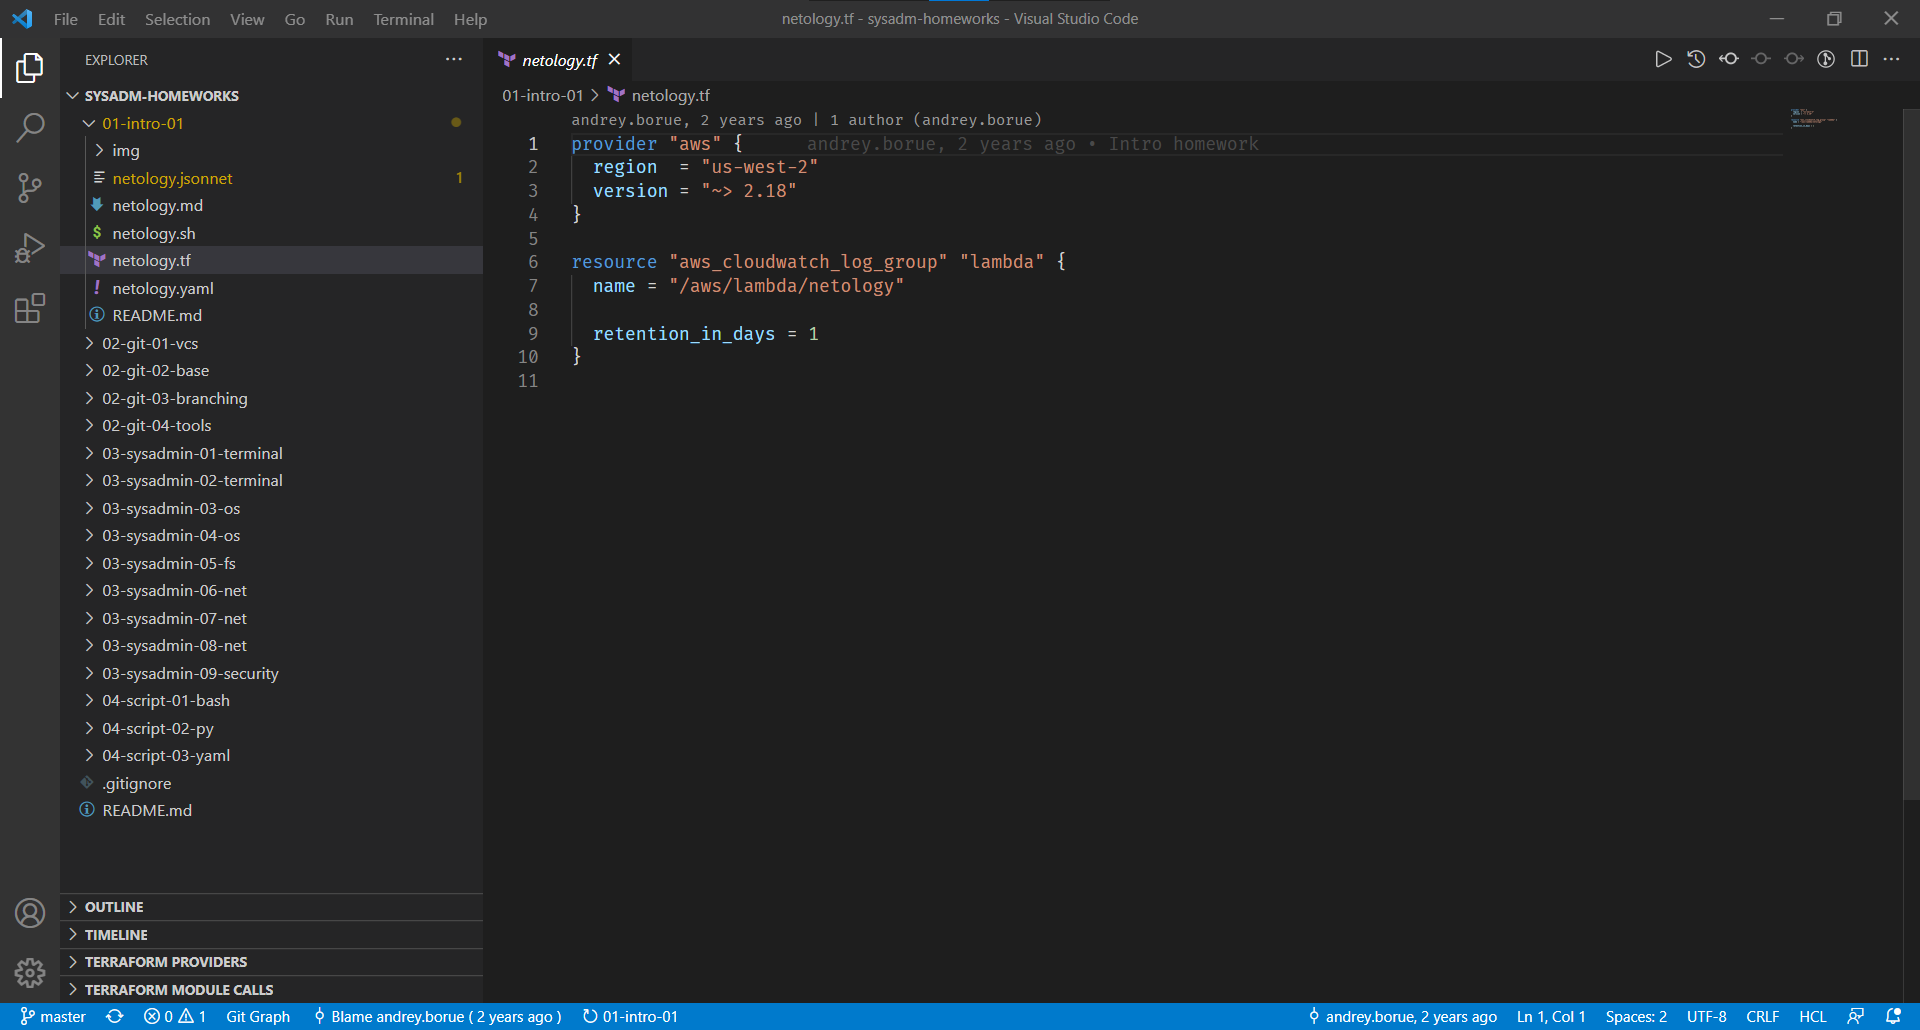 File Edit Selection View Go Run Terminal Help netology.tf - sysadm-homeworks - Visual Studio Code
EXPLORER
SYSADM-HOMEWORKS
01-intro-01
img
netology.jsonnet 1
netology.md
netology.sh
netology.tf
netology.yaml
README.md
02-git-01-vcs
02-git-02-base
02-git-03-branching
02-git-04-tools
03-sysadmin-01-terminal
03-sysadmin-02-terminal
03-sysadmin-03-os
03-sysadmin-04-os
03-sysadmin-05-fs
03-sysadmin-06-net
03-sysadmin-07-net
03-sysadmin-08-net
03-sysadmin-09-security
04-script-01-bash
04-script-02-py
04-script-03-yaml
.gitignore
README.md
OUTLINE
TIMELINE
TERRAFORM PROVIDERS
TERRAFORM MODULE CALLS
netology.tf
01-intro-01 > netology.tf
andrey.borue, 2 years ago | 1 author (andrey.borue)
1 provider "aws" { andrey.borue, 2 years ago • Intro homework
2 region = "us-west-2"
3 version = "~> 2.18"
4 }
5
6 resource "aws_cloudwatch_log_group" "lambda" {
7 name = "/aws/lambda/netology"
8
9 retention_in_days = 1
10 }
11
master 0 1 Git Graph Blame andrey.borue ( 2 years ago ) 01-intro-01 andrey.borue, 2 years ago Ln 1, Col 1 Spaces: 2 UTF-8 CRLF HCL